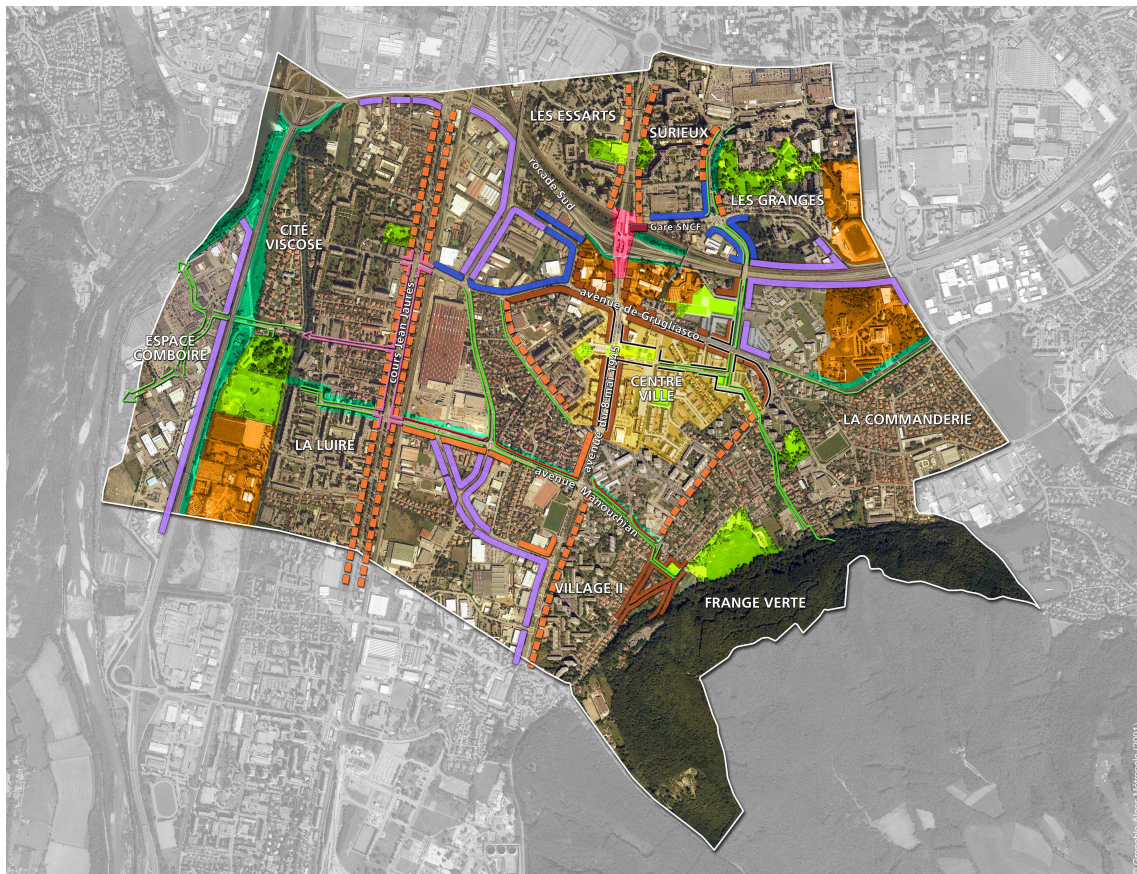 LES ESSARTS
SURIEUX
rocade Sud
LES GRANGES
Gare SNCF
CITÉ
VISCOSE
avenue de Grugliasco
cours Jean Jaurès
ESPACE
COMBOIRE
avenue du 8 mai 1945
CENTRE
VILLE
LA COMMANDERIE
LA LUIRE
avenue Manouchian
VILLAGE II
FRANGE VERTE